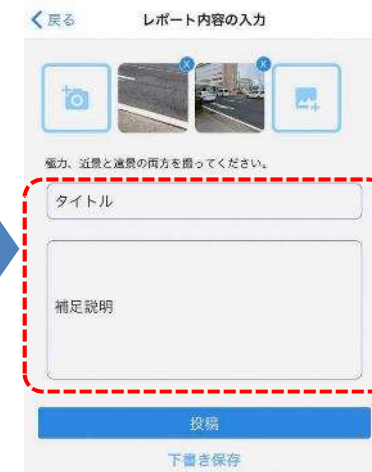 戻る レポート内容の入力
極力、近景と遠景の両方を撮ってください。
タイトル
補足説明
投稿
下書き保存